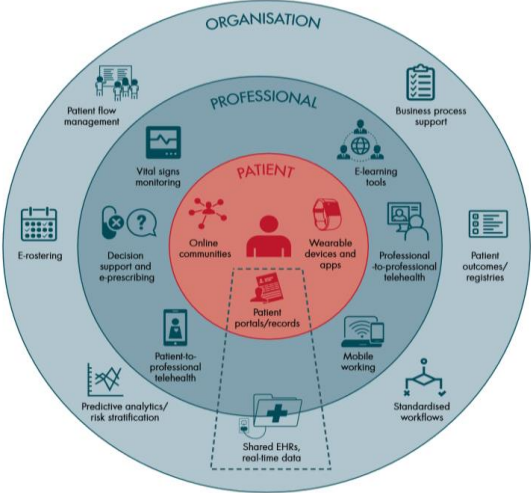 ORGANISATION
Patient flow
management
Business process
support
PROFESSIONAL
Vital signs
monitoring
E-learning
tools
PATIENT
E-rostering
Decision
support and
e-prescribing
Online
communities
Wearable
devices and
apps
Professional
-to-professional
telehealth
Patient
outcomes/
registries
Patient
portals/records
Patient-to-
professional
telehealth
Mobile
working
Predictive analytics/
risk stratification
Standardised
workflows
Shared EHRs,
real-time data